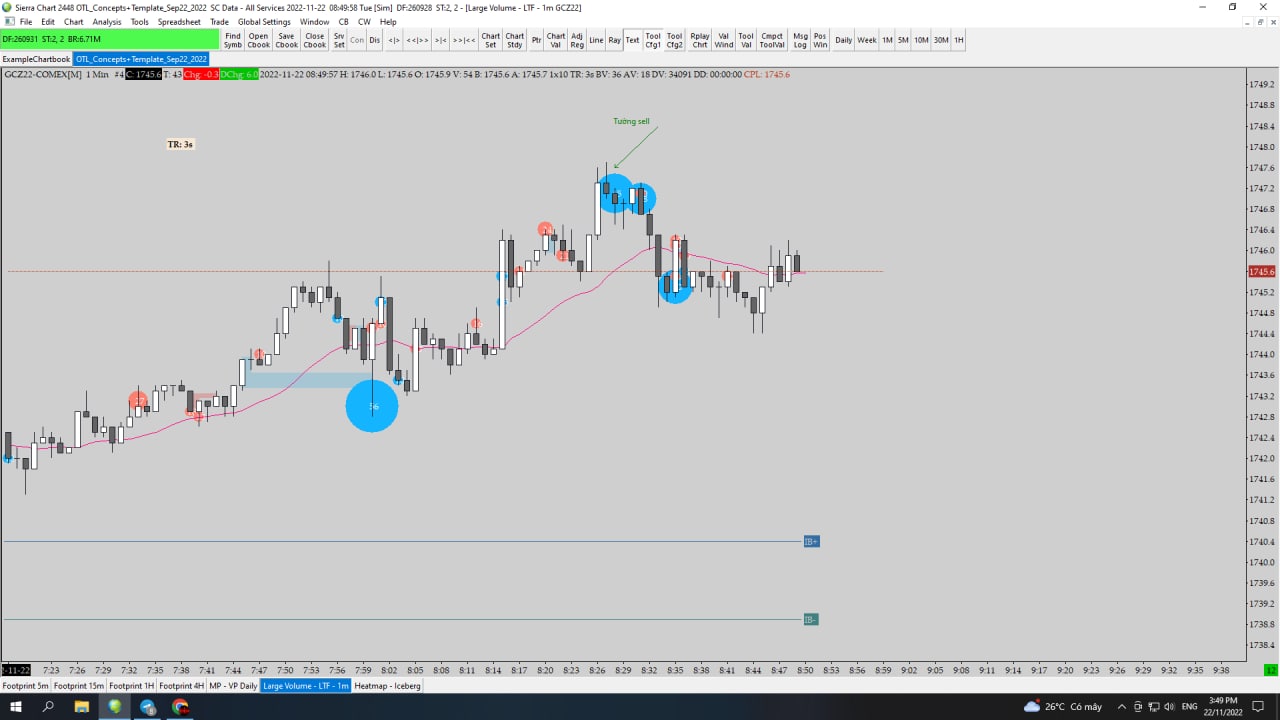 Sierra Chart 2448 OTL_Concepts+Template_Sep22_2022 SC Data - All Services 2022-11-22 08:49:58 Tue [Sim] DF:260928 ST:2, 2 - [Large Volume - LTF - 1m GCZ22]
File Edit Chart Analysis Tools Spreadsheet Trade Global Settings Window CB CW Help
DF:260931 ST:2, 2 BR:6.71M
Find Symb Open Cbook Save Cbook Close Cbook Srv Set Con Dis <|> <<|>> >|< >>|<< Chart Set Chart Stdy Ptr Chart Val Adj Reg Line Ray Text Tool Cfg1 Tool Cfg2 Rplay Chrt Val Wind Tool Val Cmpct ToolVal Msg Log Pos Win Daily Week 1M 5M 10M 30M 1H
ExampleChartbook OTL_Concepts+Template_Sep22_2022
GCZ22-COMEX[M] 1 Min #4 C: 1745.6 T: 43 Chg: -0.3 DChg: 6.0 2022-11-22 08:49:57 H: 1746.0 L: 1745.6 O: 1745.9 V: 54 B: 1745.6 A: 1745.7 1x10 TR: 3s BV: 36 AV: 18 DV: 34091 DD: 00:00:00 CPL: 1745.6
1749.2
1748.8
Tường sell
1748.4
TR: 3s
1748.0
1747.6
1747.2
1746.8
1746.4
1746.0
1745.6
1745.2
1744.8
1744.4
1744.0
1743.6
1743.2
1742.8
1742.4
1742.0
1741.6
1741.2
1740.8
IB+
1740.4
1740.0
1739.6
1739.2
IB-
1738.8
1738.4
-11-22 7:23 7:26 7:29 7:32 7:35 7:38 7:41 7:44 7:47 7:50 7:53 7:56 7:59 8:02 8:05 8:08 8:11 8:14 8:17 8:20 8:23 8:26 8:29 8:32 8:35 8:38 8:41 8:44 8:47 8:50 8:53 8:56 8:59 9:02 9:05 9:08 9:11 9:14 9:17 9:20 9:23 9:26 9:29 9:32 9:35 9:38 12
Footprint 5m Footprint 15m Footprint 1H Footprint 4H MP - VP Daily Large Volume - LTF - 1m Heatmap - Iceberg
26°C Có mây ENG 3:49 PM
22/11/2022